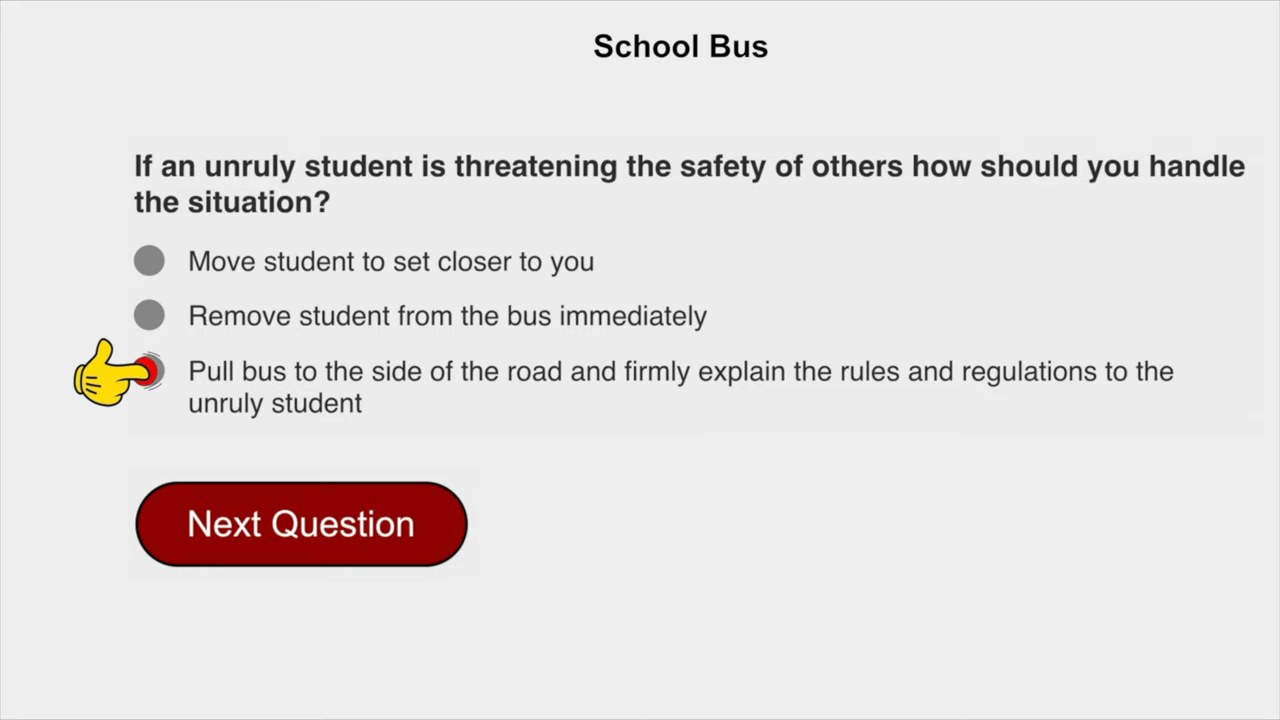 School Bus
If an unruly student is threatening the safety of others how should you handle
the situation?
Move student to set closer to you
Remove student from the bus immediately
Pull bus to the side of the road and firmly explain the rules and regulations to the
unruly student
Next Question